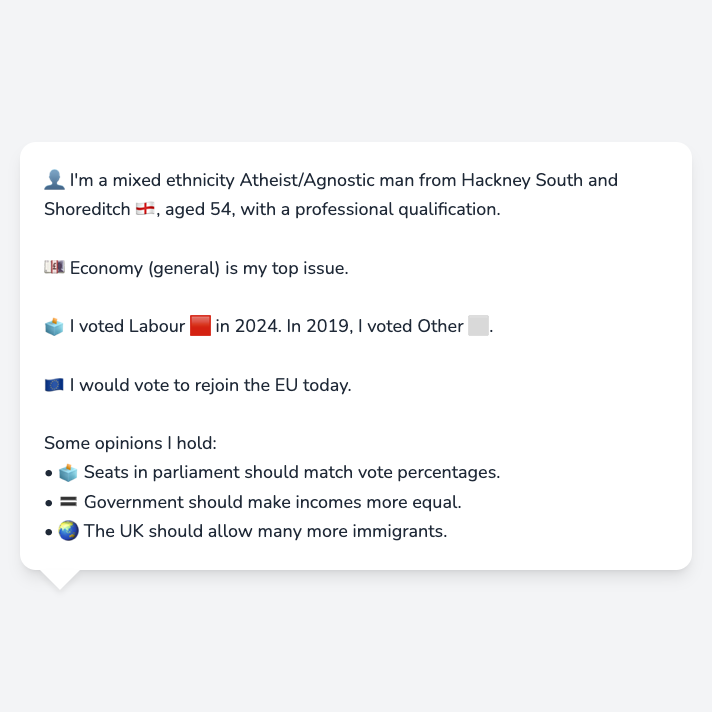 👤 I'm a mixed ethnicity Atheist/Agnostic man from Hackney South and
Shoreditch 🏴󠁧󠁢󠁥󠁮󠁧󠁿, aged 54, with a professional qualification.
💷 Economy (general) is my top issue.
🗳️ I voted Labour 🟥 in 2024. In 2019, I voted Other ⬜.
🇪🇺 I would vote to rejoin the EU today.
Some opinions I hold:
• 🗳️ Seats in parliament should match vote percentages.
• 🟰 Government should make incomes more equal.
• 🌏 The UK should allow many more immigrants.